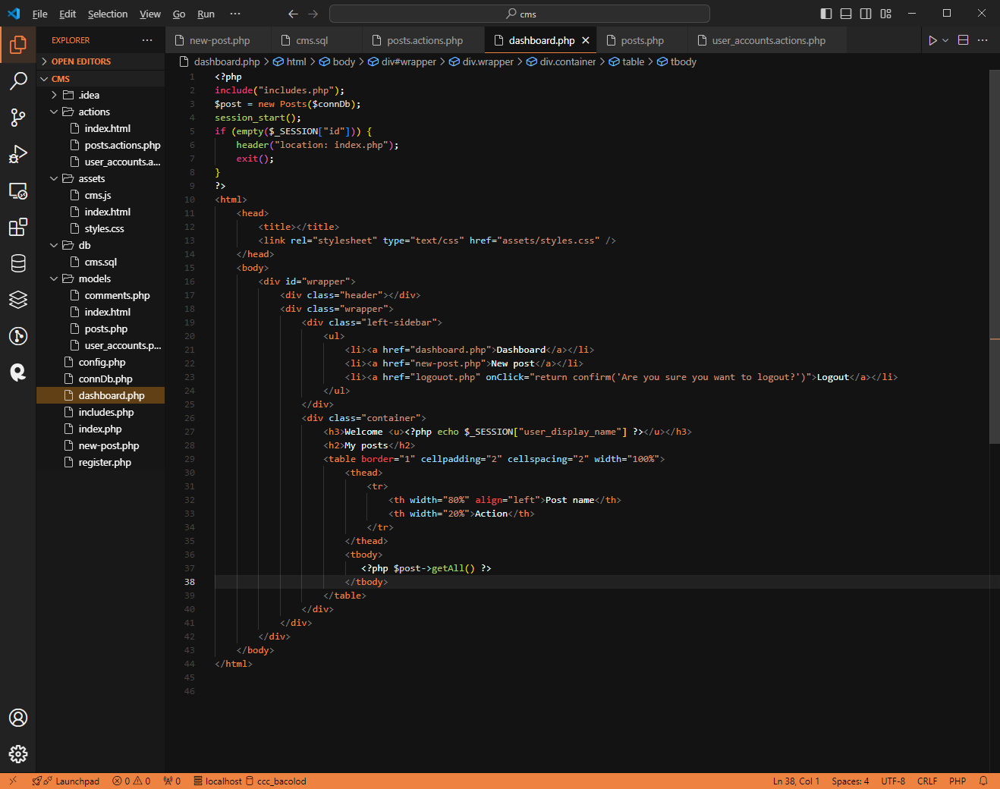 File Edit Selection View Go Run ··· cms
EXPLORER ···
OPEN EDITORS
CMS
.idea
actions
index.html
posts.actions.php
user_accounts.a...
assets
cms.js
index.html
styles.css
db
cms.sql
models
comments.php
index.html
posts.php
user_accounts.p...
config.php
connDb.php
dashboard.php
includes.php
index.php
new-post.php
register.php
new-post.php cms.sql posts.actions.php dashboard.php posts.php user_accounts.actions.php ···
dashboard.php > html > body > div#wrapper > div.wrapper > div.container > table > tbody
1 <?php
2 include("includes.php");
3 $post = new Posts($connDb);
4 session_start();
5 if (empty($_SESSION["id"])) {
6 header("location: index.php");
7 exit();
8 }
9 ?>
10 <html>
11 <head>
12 <title></title>
13 <link rel="stylesheet" type="text/css" href="assets/styles.css" />
14 </head>
15 <body>
16 <div id="wrapper">
17 <div class="header"></div>
18 <div class="wrapper">
19 <div class="left-sidebar">
20 <ul>
21 <li><a href="dashboard.php">Dashboard</a></li>
22 <li><a href="new-post.php">New post</a></li>
23 <li><a href="logouot.php" onClick="return confirm('Are you sure you want to logout?')">Logout</a></li>
24 </ul>
25 </div>
26 <div class="container">
27 <h3>Welcome <u><?php echo $_SESSION["user_display_name"] ?></u></h3>
28 <h2>My posts</h2>
29 <table border="1" cellpadding="2" cellspacing="2" width="100%">
30 <thead>
31 <tr>
32 <th width="80%" align="left">Post name</th>
33 <th width="20%">Action</th>
34 </tr>
35 </thead>
36 <tbody>
37 <?php $post->getAll() ?>
38 </tbody>
39 </table>
40 </div>
41 </div>
42 </div>
43 </body>
44 </html>
45
46
Launchpad 0 0 0 localhost ccc_bacolod Ln 38, Col 1 Spaces: 4 UTF-8 CRLF PHP